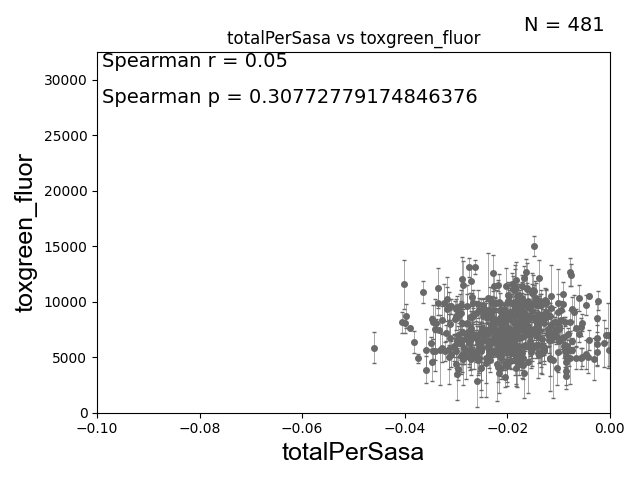 N = 481
totalPerSasa vs toxgreen_fluor
Spearman r = 0.05
Spearman p = 0.30772779174846376
30000
25000
20000
15000
10000
5000
0
toxgreen_fluor
−0.10 −0.08 −0.06 −0.04 −0.02 0.00
totalPerSasa